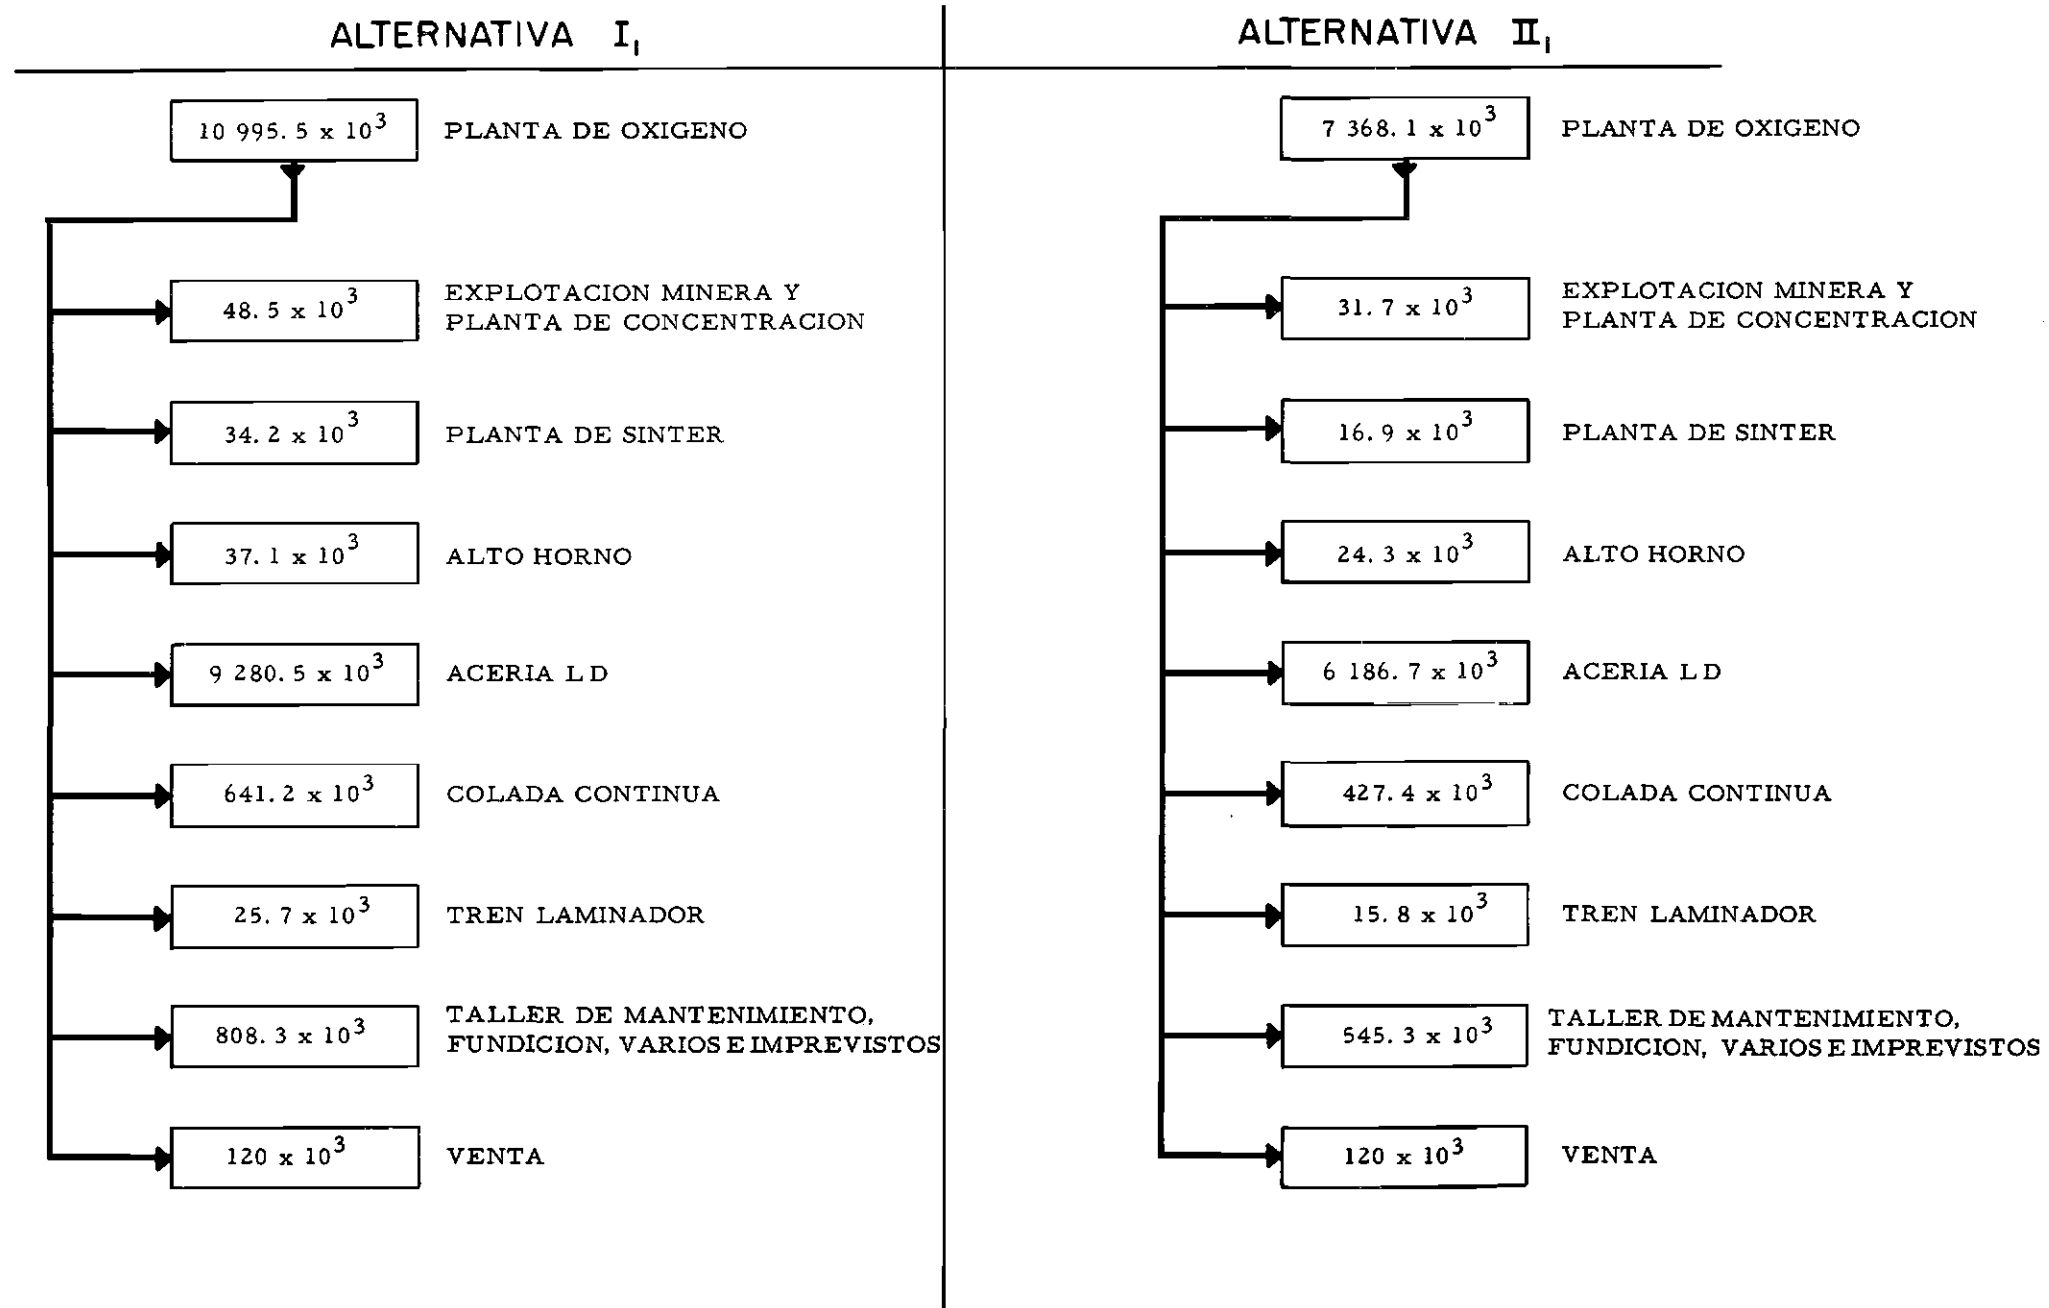 ALTERNATIVA I₁
10 995.5 x 10³ PLANTA DE OXIGENO
48.5 x 10³
EXPLOTACION MINERA Y
PLANTA DE CONCENTRACION
34.2 x 10³ PLANTA DE SINTER
37.1 x 10³ ALTO HORNO
9 280.5 x 10³ ACERIA LD
641.2 x 10³ COLADA CONTINUA
25.7 x 10³ TREN LAMINADOR
808.3 x 10³
TALLER DE MANTENIMIENTO,
FUNDICION, VARIOS E IMPREVISTOS
120 x 10³ VENTA
ALTERNATIVA II₁
7 368.1 x 10³ PLANTA DE OXIGENO
31.7 x 10³
EXPLOTACION MINERA Y
PLANTA DE CONCENTRACION
16.9 x 10³ PLANTA DE SINTER
24.3 x 10³ ALTO HORNO
6 186.7 x 10³ ACERIA LD
427.4 x 10³ COLADA CONTINUA
15.8 x 10³ TREN LAMINADOR
545.3 x 10³
TALLER DE MANTENIMIENTO,
FUNDICION, VARIOS E IMPREVISTOS
120 x 10³ VENTA